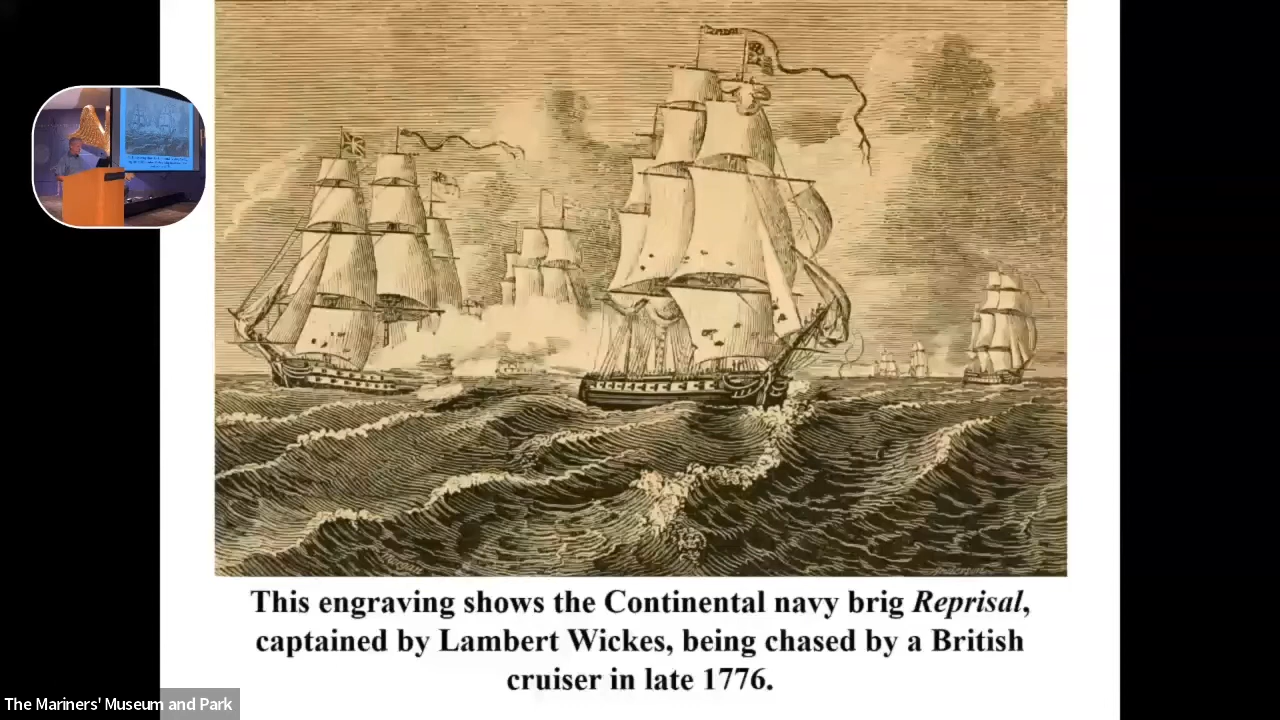 This engraving shows the Continental navy brig Reprisal,
captained by Lambert Wickes, being chased by a British
cruiser in late 1776.
The Mariners' Museum and Park